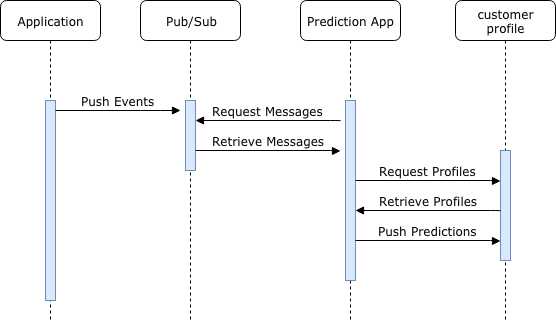 Application
Pub/Sub
Prediction App
customer
profile
Push Events
Request Messages
Retrieve Messages
Request Profiles
Retrieve Profiles
Push Predictions